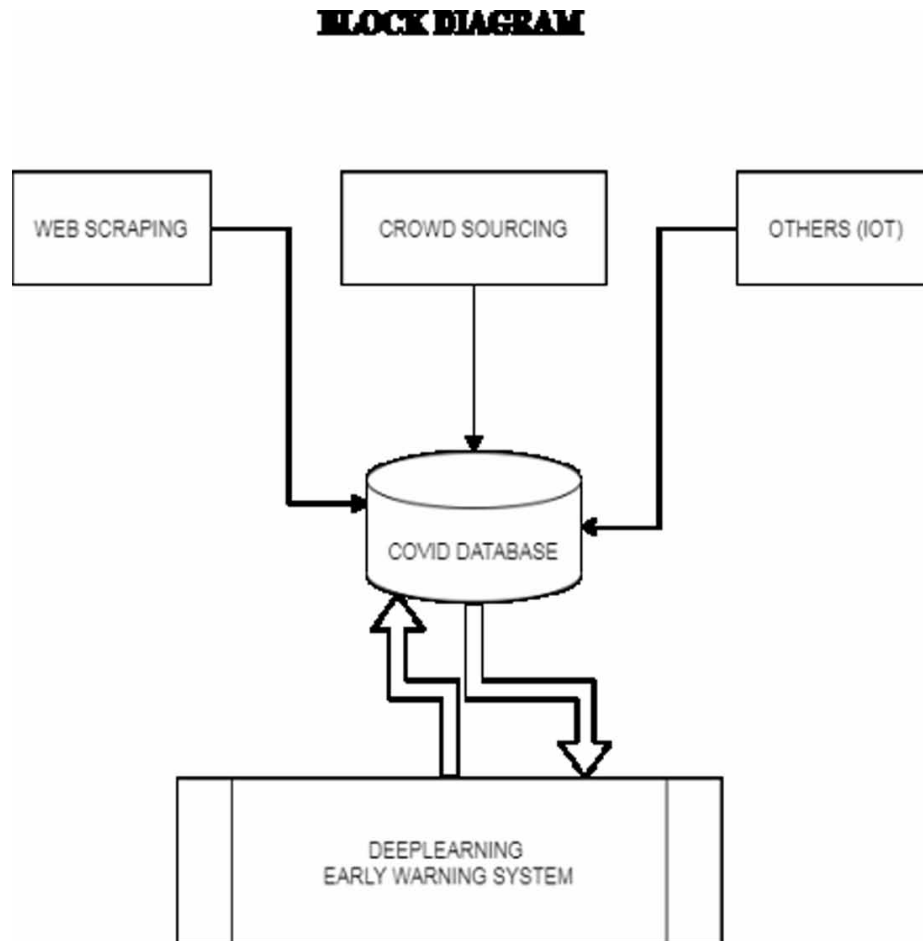 BLOCK DIAGRAM
WEB SCRAPING
CROWD SOURCING
OTHERS (IOT)
COVID DATABASE
DEEPLEARNING
EARLY WARNING SYSTEM